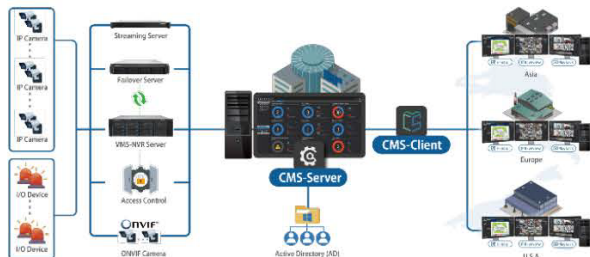 IP Camera
IP Camera
IP Camera
I/O Device
I/O Device
Streaming Server
Failover Server
VMS-NVR Server
Access Control
ONVIF
ONVIF Camera
CMS-Server
Active Directory (AD)
CMS-Client
Asia
Europe
U.S.A